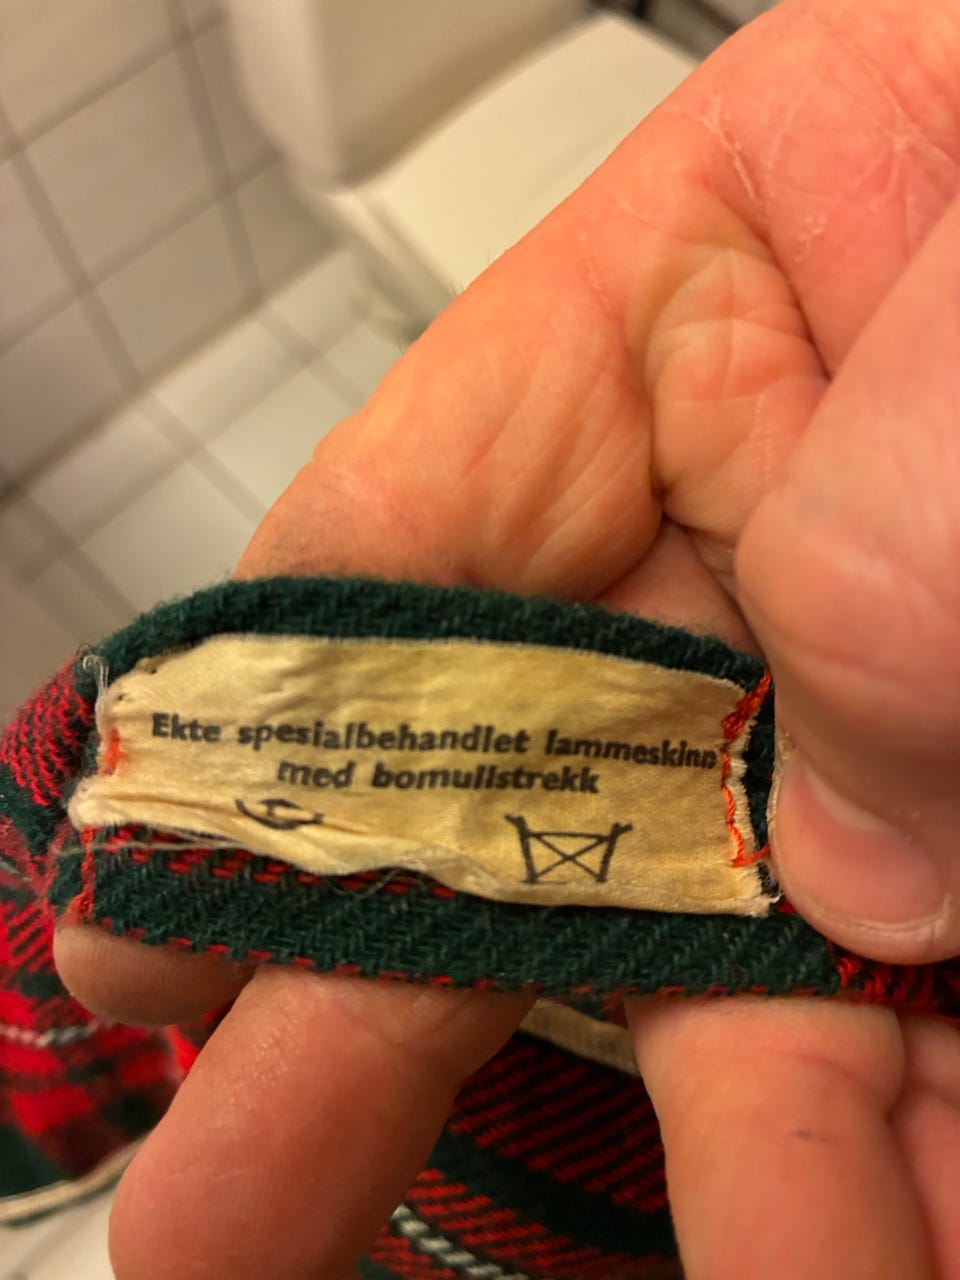 Ekte spesialbehandlet lammeskinn
med bomullstrekk